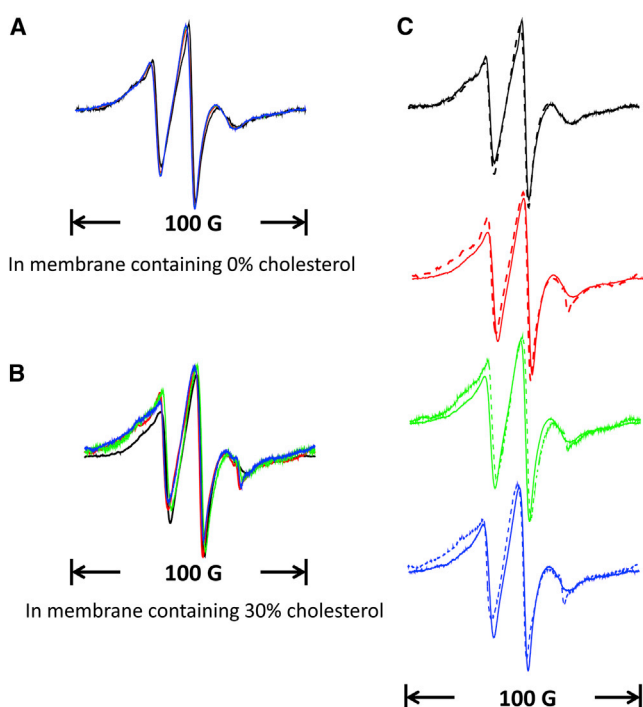 A
100 G
In membrane containing 0% cholesterol
B
100 G
In membrane containing 30% cholesterol
C
100 G